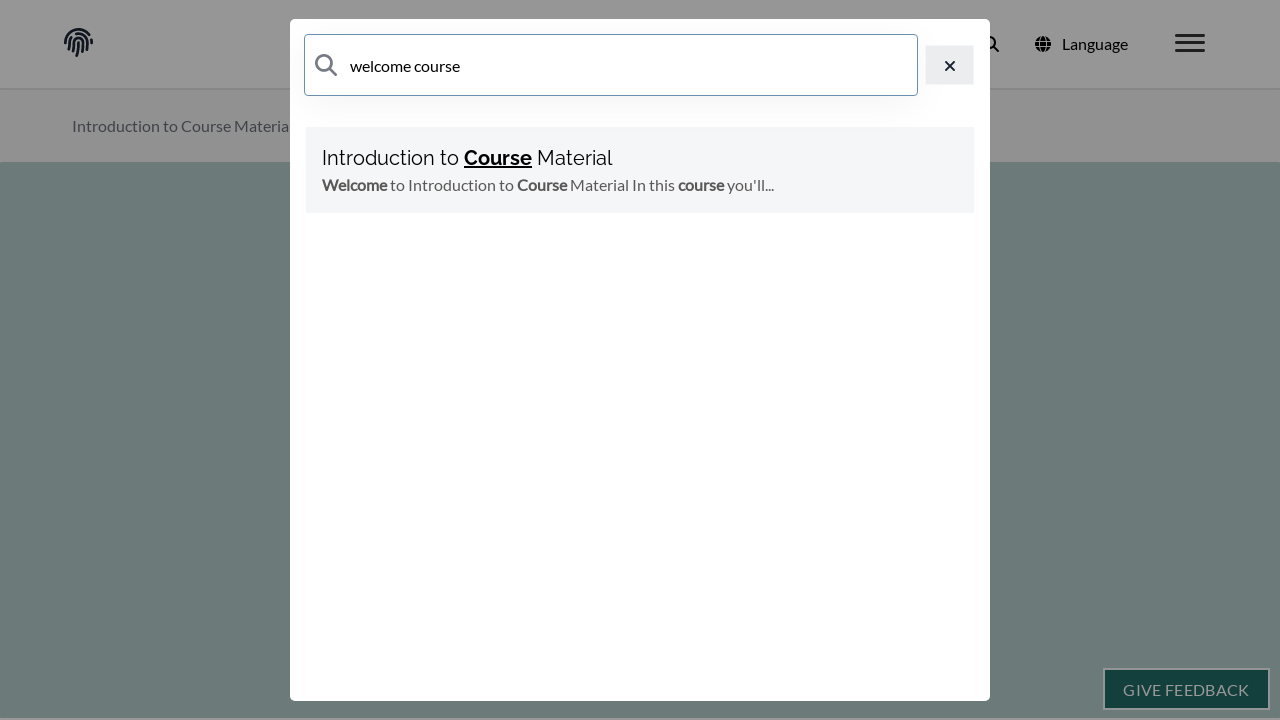 Language
welcome course
Introduction to Course Materia
Introduction to Course Material
Welcome to Introduction to Course Material In this course you'll...
GIVE FEEDBACK